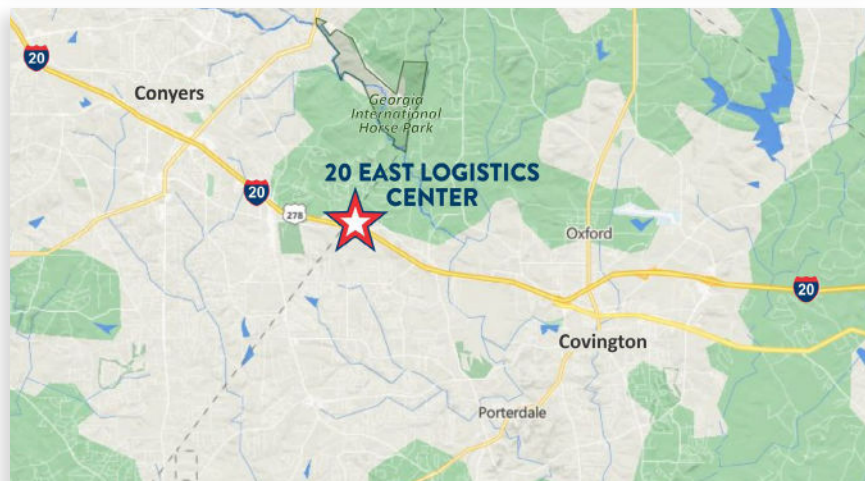 20
Conyers
Georgia
International
Horse Park
20 EAST LOGISTICS
CENTER
20
278
Oxford
20
Covington
Porterdale